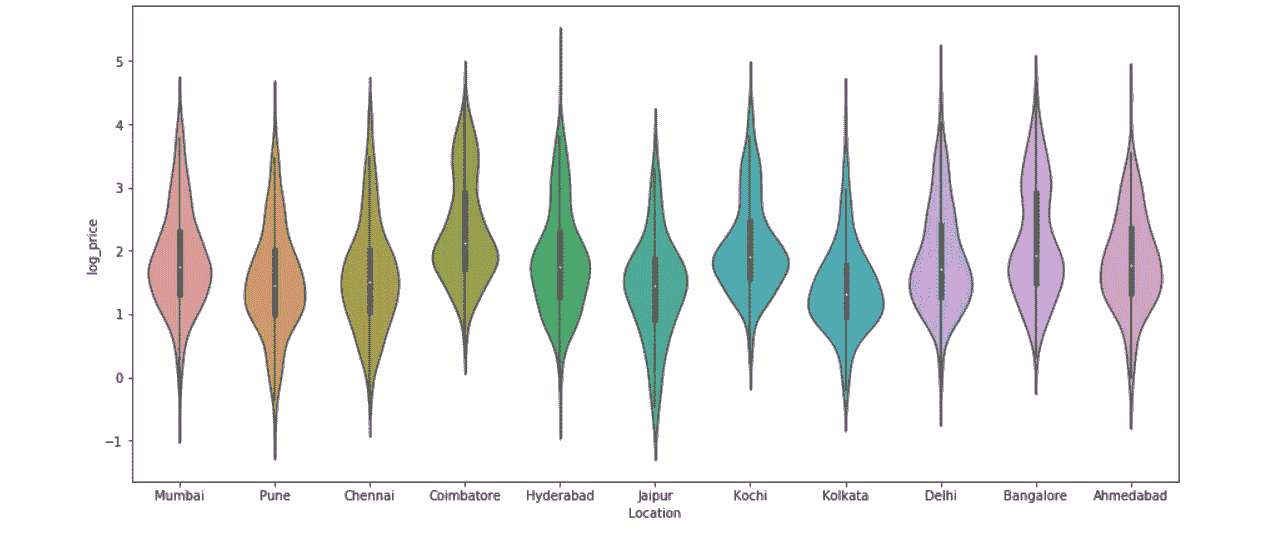 5
4
3
2
1
0
−1
log_price
Mumbai Pune Chennai Coimbatore Hyderabad Jaipur Kochi Kolkata Delhi Bangalore Ahmedabad
Location